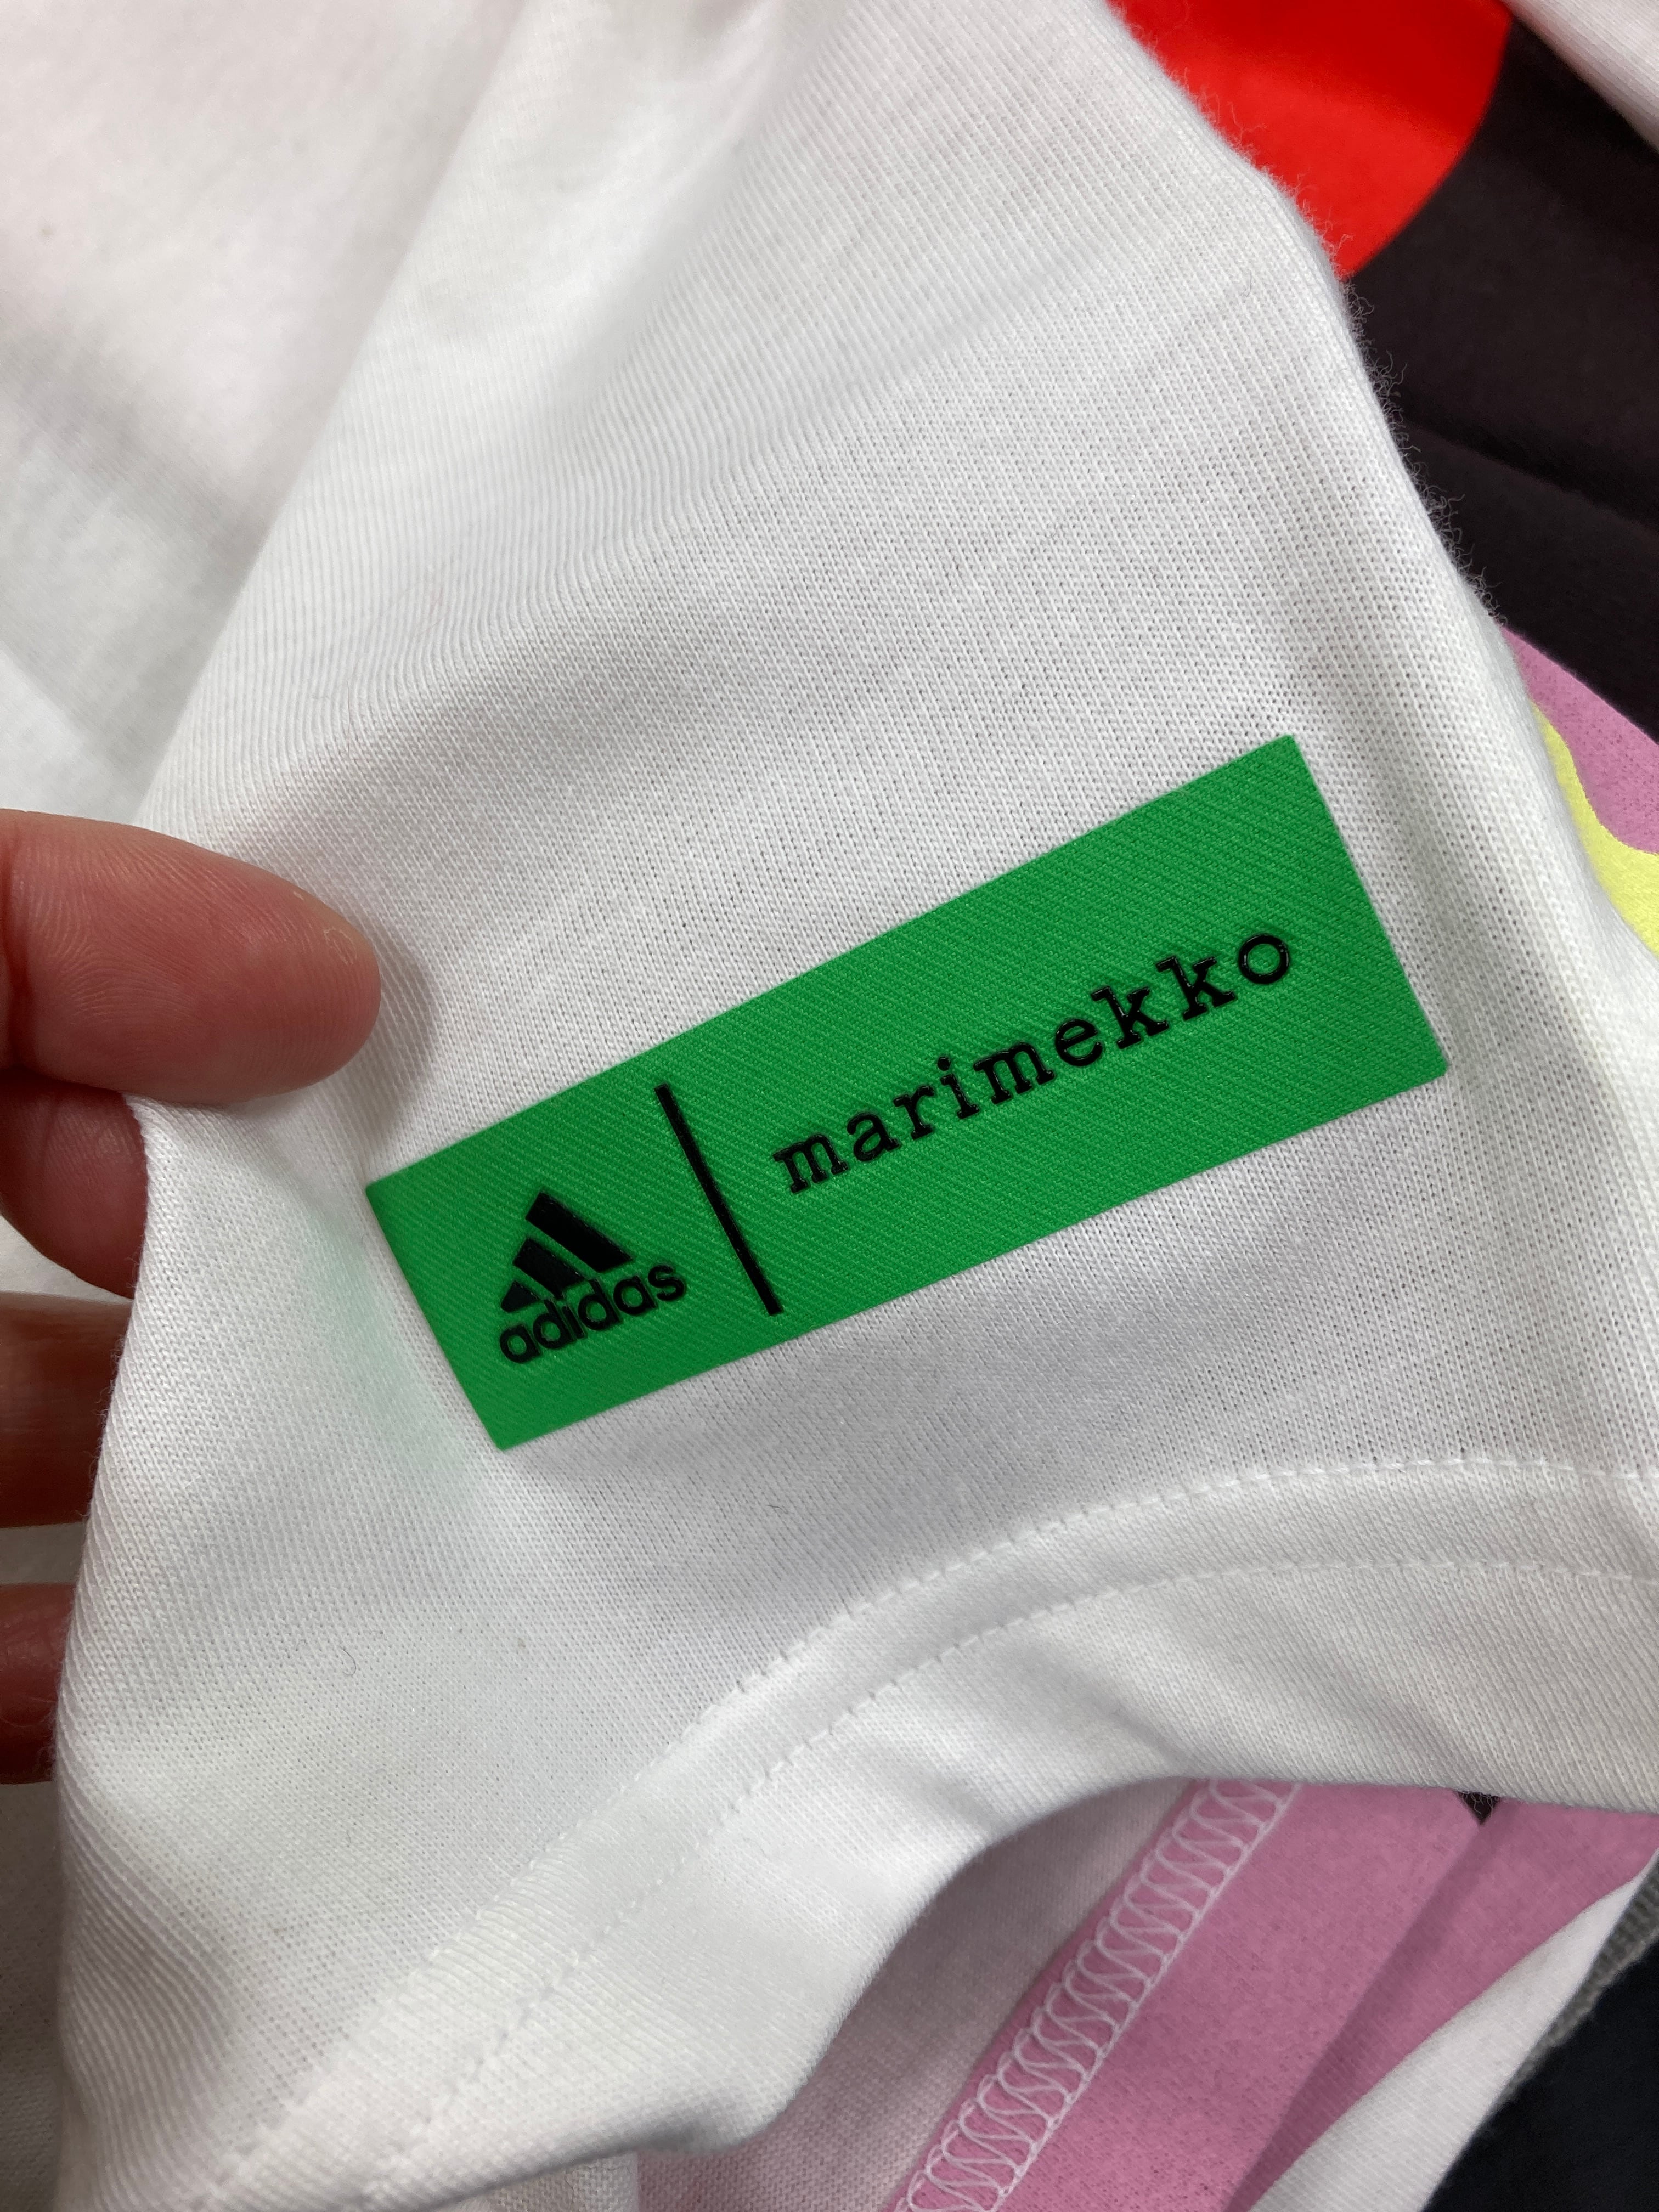 adidas | marimekko